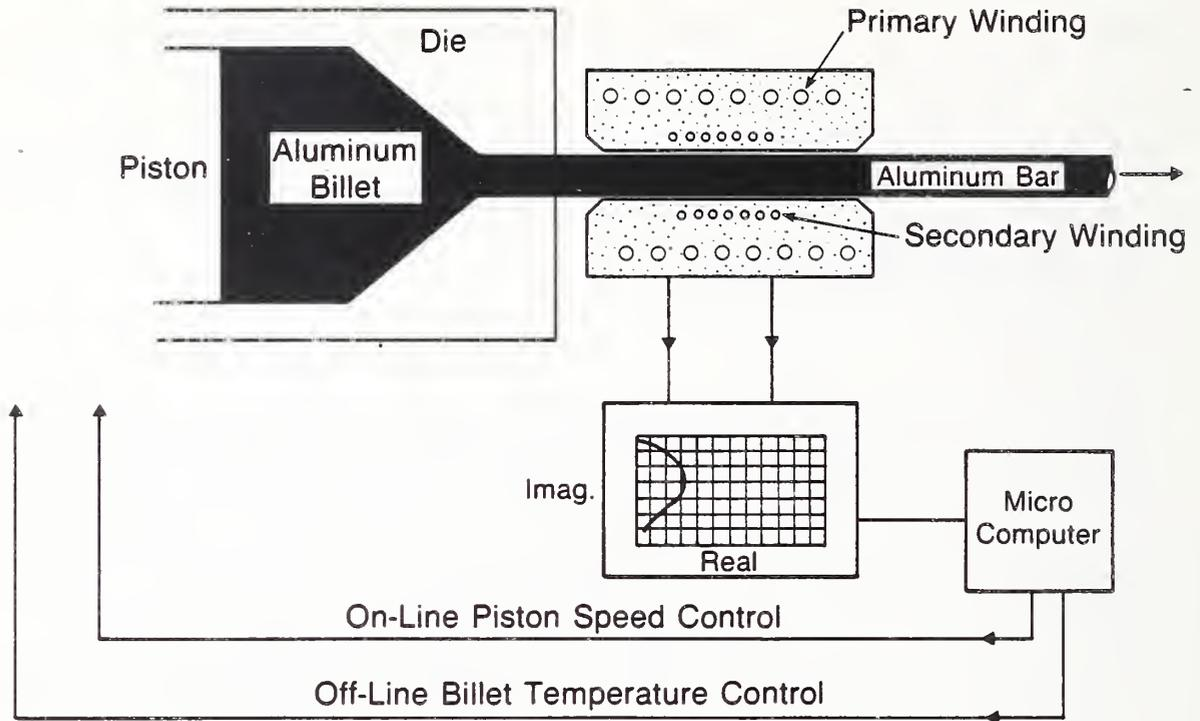 Primary Winding
Die
Piston
Aluminum
Billet
Aluminum Bar
Secondary Winding
Imag.
Real
Micro
Computer
On-Line Piston Speed Control
Off-Line Billet Temperature Control